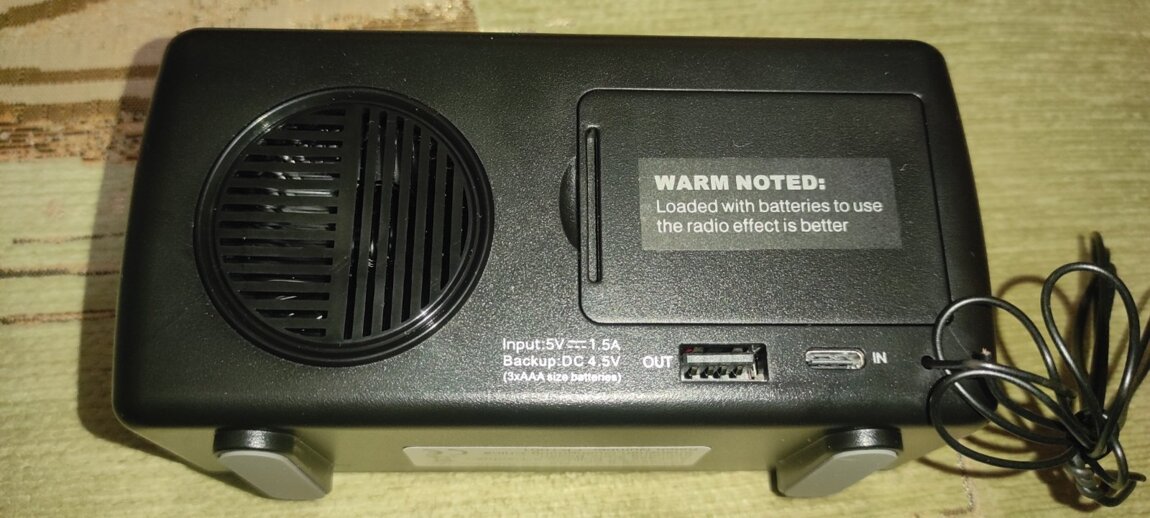 WARM NOTED:
Loaded with batteries to use
the radio effect is better
Input:5V⎓1.5A
Backup:DC 4.5V
(3xAAA size batteries)
OUT
IN